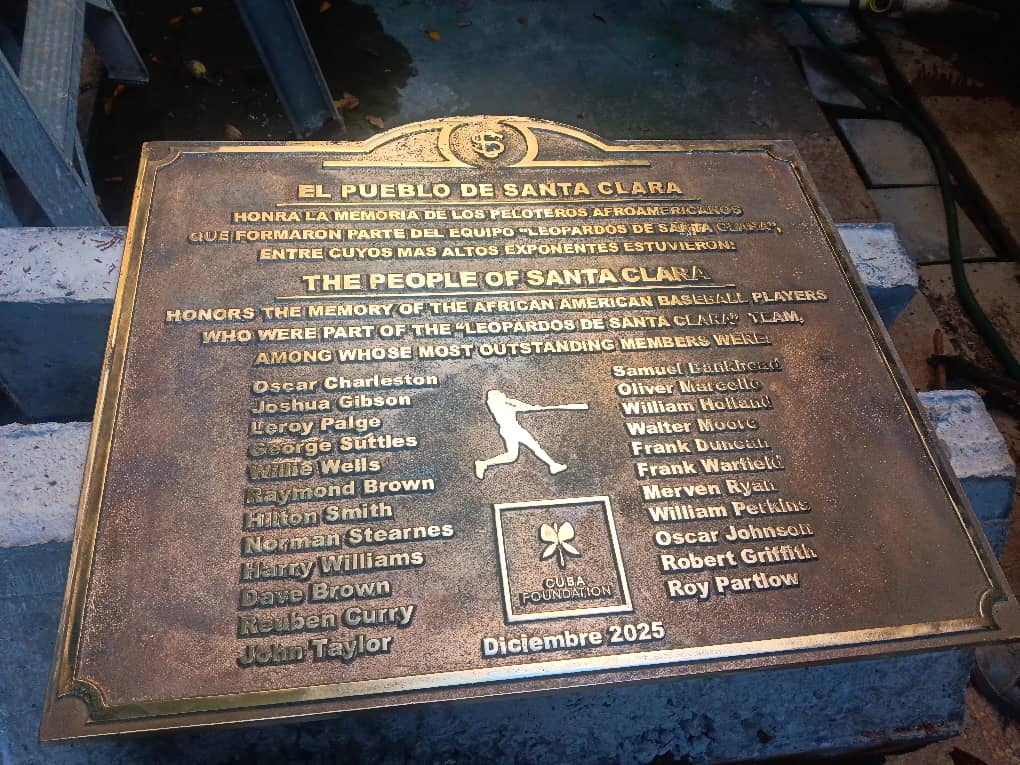 EL PUEBLO DE SANTA CLARA
HONRA LA MEMORIA DE LOS PELOTEROS AFROAMERICANOS
QUE FORMARON PARTE DEL EQUIPO "LEOPARDOS DE SANTA CLARA",
ENTRE CUYOS MAS ALTOS EXPONENTES ESTUVIERON:
THE PEOPLE OF SANTA CLARA
HONORS THE MEMORY OF THE AFRICAN AMERICAN BASEBALL PLAYERS
WHO WERE PART OF THE "LEOPARDOS DE SANTA CLARA" TEAM,
AMONG WHOSE MOST OUTSTANDING MEMBERS WERE:
Oscar Charleston
Joshua Gibson
Leroy Paige
George Suttles
Willie Wells
Raymond Brown
Hilton Smith
Norman Stearnes
Harry Williams
Dave Brown
Reuben Curry
John Taylor
Samuel Bankhead
Oliver Marcello
William Holland
Walter Moore
Frank Duncan
Frank Warfield
Merven Ryan
William Perkins
Oscar Johnson
Robert Griffith
Roy Partlow
CUBA
FOUNDATION
Diciembre 2025